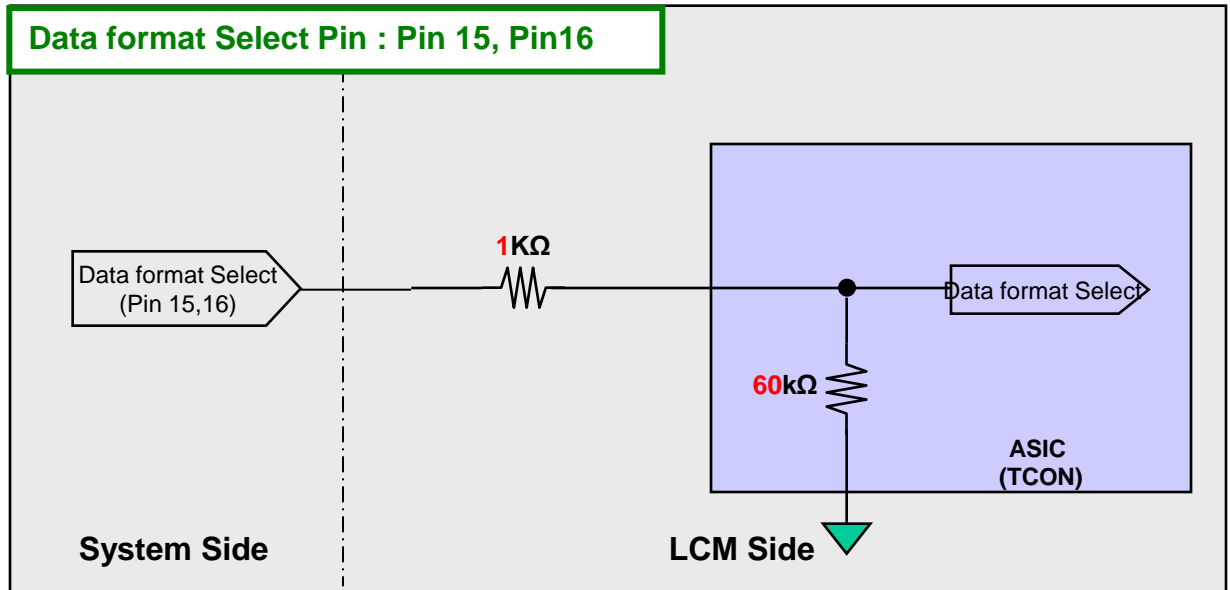 Data format Select Pin : Pin 15, Pin16
1KΩ
Data format Select
(Pin 15,16)
Data format Select
60kΩ
ASIC
(TCON)
System Side
LCM Side